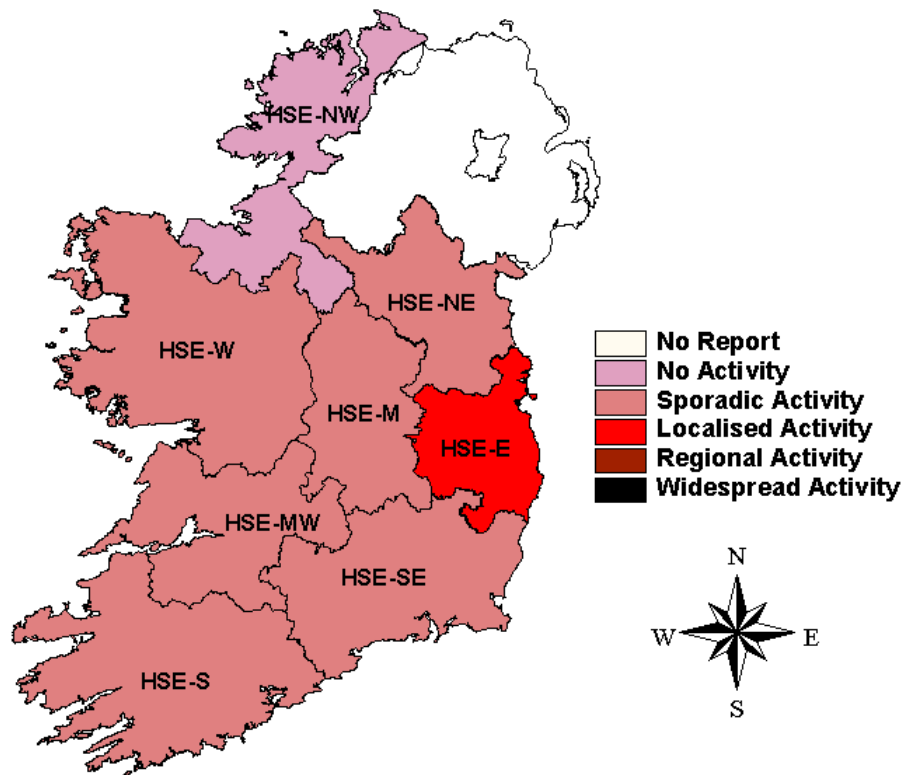 HSE-NW
HSE-NE
HSE-W
HSE-M
HSE-E
HSE-MW
HSE-SE
HSE-S
No Report
No Activity
Sporadic Activity
Localised Activity
Regional Activity
Widespread Activity
N
W E
S